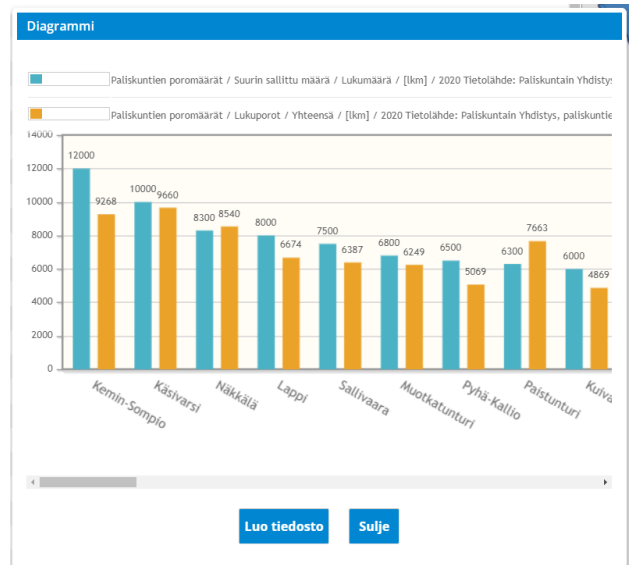 Diagrammi
Paliskuntien poromäärät / Suurin sallittu määrä / Lukumäärä / [lkm] / 2020 Tietolähde: Paliskuntain Yhdistys
Paliskuntien poromäärät / Lukuporot / Yhteensä / [lkm] / 2020 Tietolähde: Paliskuntain Yhdistys, paliskuntie
14000
12000
10000
8000
6000
4000
2000
0
12000
9268
10000
9660
8300
8540
8000
6674
7500
6387
6800
6249
6500
5069
6300
7663
6000
4869
Kemin-Sompio
Käsivarsi
Näkkälä
Lappi
Sallivaara
Muotkatunturi
Pyhä-Kallio
Paistunturi
Kuiva
Luo tiedosto
Sulje